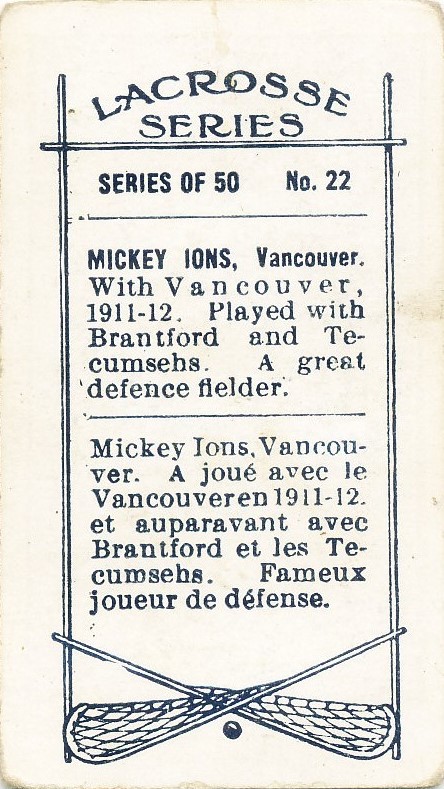 LACROSSE
SERIES
SERIES OF 50 No. 22
MICKEY IONS, Vancouver.
With Vancouver,
1911-12. Played with
Brantford and Te-
cumsehs. A great
defence fielder.
Mickey Ions, Vancou-
ver. A joué avec le
Vancouver en 1911-12.
et auparavant avec
Brantford et les Te-
cumsehs. Fameux
joueur de défense.